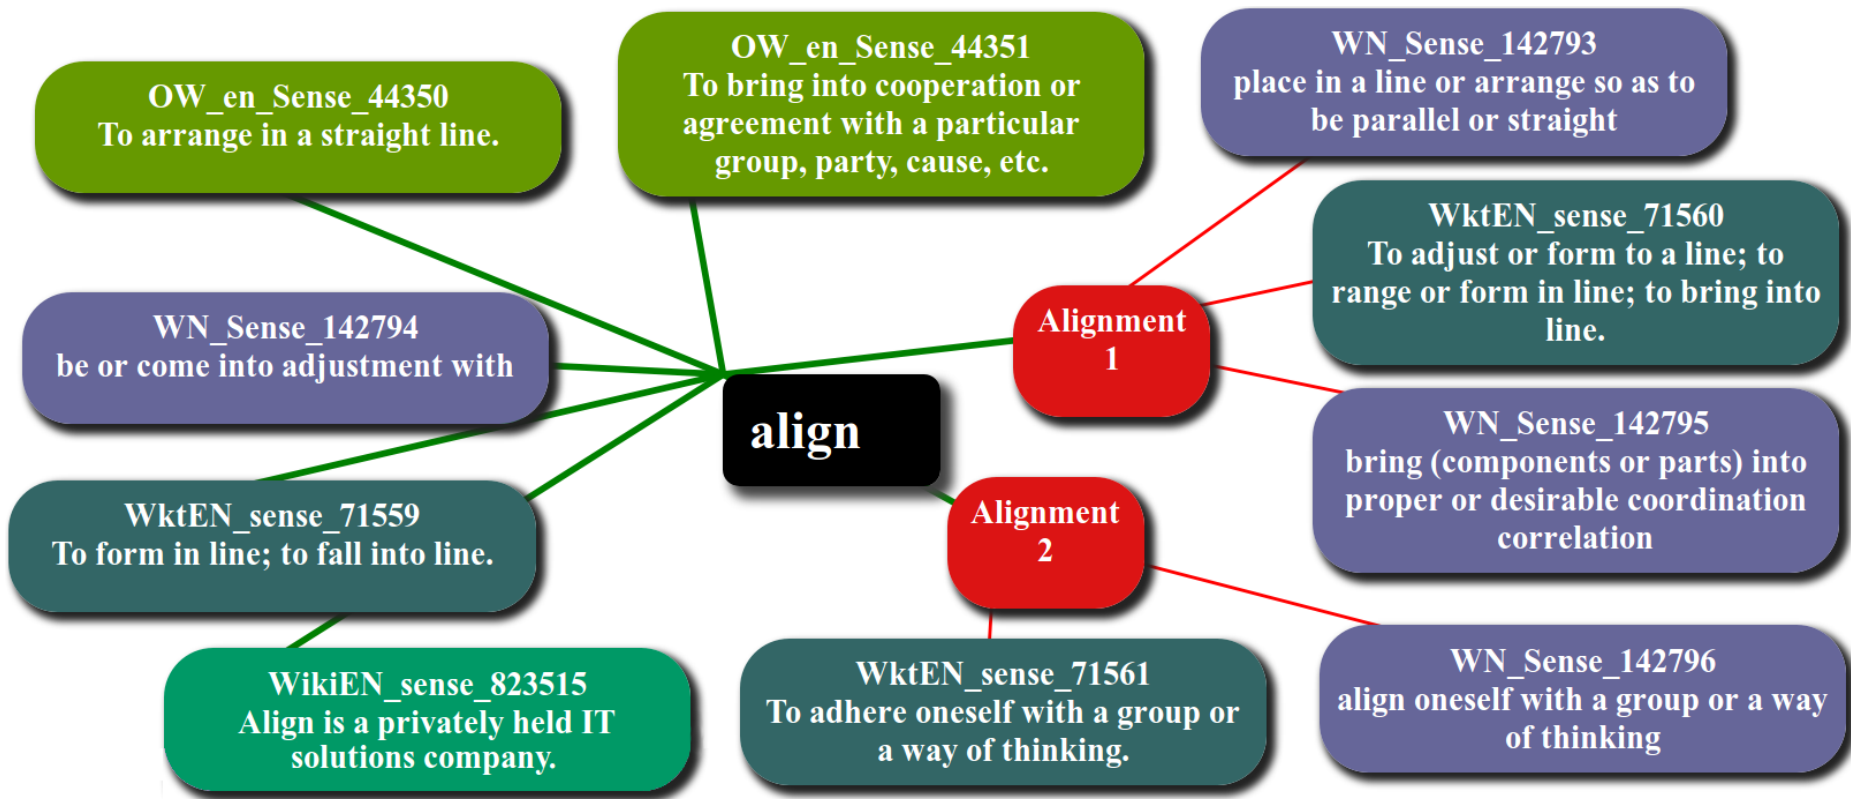 OW_en_Sense_44350
To arrange in a straight line.
OW_en_Sense_44351
To bring into cooperation or
agreement with a particular
group, party, cause, etc.
WN_Sense_142793
place in a line or arrange so as to
be parallel or straight
WktEN_sense_71560
To adjust or form to a line; to
range or form in line; to bring into
line.
WN_Sense_142794
be or come into adjustment with
Alignment
1
align
WN_Sense_142795
bring (components or parts) into
proper or desirable coordination
correlation
WktEN_sense_71559
To form in line; to fall into line.
Alignment
2
WikiEN_sense_823515
Align is a privately held IT
solutions company.
WktEN_sense_71561
To adhere oneself with a group or
a way of thinking.
WN_Sense_142796
align oneself with a group or a way
of thinking